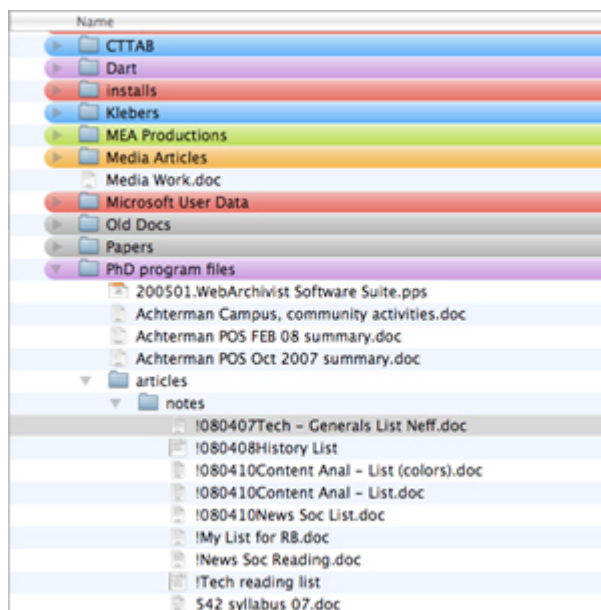 Name
CTTAB
Dart
installs
Klebers
MEA Productions
Media Articles
Media Work.doc
Microsoft User Data
Old Docs
Papers
PhD program files
200501.WebArchivist Software Suite.pps
Achterman Campus, community activities.doc
Achterman POS FEB 08 summary.doc
Achterman POS Oct 2007 summary.doc
articles
notes
!080407Tech - Generals List Neff.doc
!080408History List
!080410Content Anal - List (colors).doc
!080410Content Anal - List.doc
!080410News Soc List.doc
!My List for RB.doc
!News Soc Reading.doc
!Tech reading list
542 syllabus 07.doc